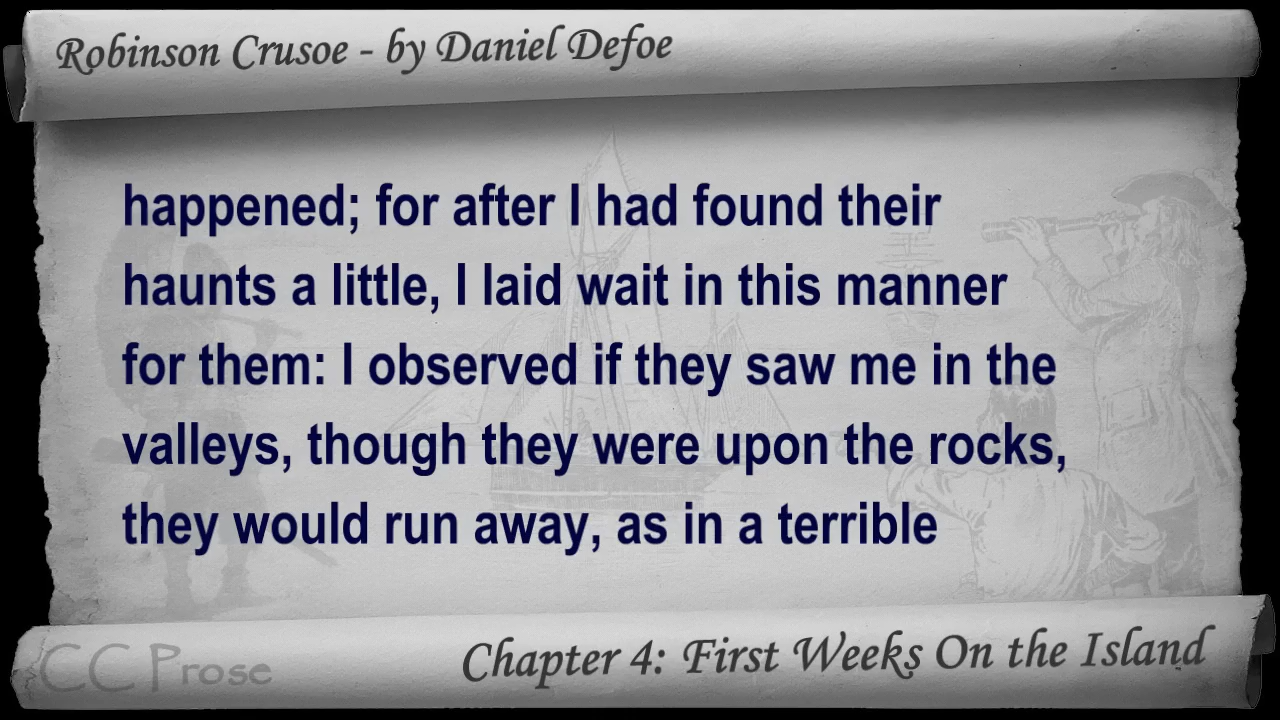 Robinson Crusoe - by Daniel Defoe
happened; for after I had found their
haunts a little, I laid wait in this manner
for them: I observed if they saw me in the
valleys, though they were upon the rocks,
they would run away, as in a terrible
CC Prose
Chapter 4: First Weeks On the Island